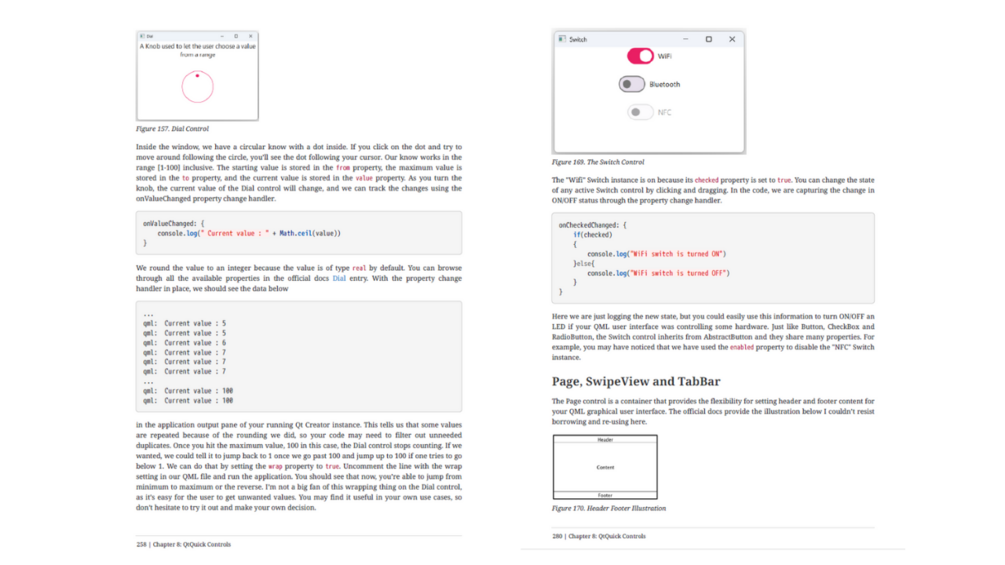 Dial
A Knob used to let the user choose a value
from a range
Figure 157. Dial Control
Inside the window, we have a circular know with a dot inside. If you click on the dot and try to
move around following the circle, you'll see the dot following your cursor. Our know works in the
range [1-100] inclusive. The starting value is stored in the from property, the maximum value is
stored in the to property, and the current value is stored in the value property. As you turn the
knob, the current value of the Dial control will change, and we can track the changes using the
onValueChanged property change handler.
onValueChanged: {
console.log(" Current value : " + Math.ceil(value))
}
We round the value to an integer because the value is of type real by default. You can browse
through all the available properties in the official docs Dial entry. With the property change
handler in place, we should see the data below
...
qml: Current value : 5
qml: Current value : 5
qml: Current value : 6
qml: Current value : 7
qml: Current value : 7
qml: Current value : 7
...
qml: Current value : 100
qml: Current value : 100
in the application output pane of your running Qt Creator instance. This tells us that some values
are repeated because of the rounding we did, so your code may need to filter out unneeded
duplicates. Once you hit the maximum value, 100 in this case, the Dial control stops counting. If we
wanted, we could tell it to jump back to 1 once we go past 100 and jump up to 100 if one tries to go
below 1. We can do that by setting the wrap property to true. Uncomment the line with the wrap
setting in our QML file and run the application. You should see that now, you're able to jump from
minimum to maximum or the reverse. I'm not a big fan of this wrapping thing on the Dial control,
as it's easy for the user to get unwanted values. You may find it useful in your own use cases, so
don't hesitate to try it out and make your own decision.
258 | Chapter 8: QtQuick Controls
Switch
WiFi
Bluetooth
NFC
Figure 169. The Switch Control
The "Wifi" Switch instance is on because its checked property is set to true. You can change the state
of any active Switch control by clicking and dragging. In the code, we are capturing the change in
ON/OFF status through the property change handler.
onCheckedChanged: {
if(checked)
{
console.log("WiFi switch is turned ON")
}else{
console.log("WiFi switch is turned OFF")
}
}
Here we are just logging the new state, but you could easily use this information to turn ON/OFF an
LED if your QML user interface was controlling some hardware. Just like Button, CheckBox and
RadioButton, the Switch control inherits from AbstractButton and they share many properties. For
example, you may have noticed that we have used the enabled property to disable the "NFC" Switch
instance.
Page, SwipeView and TabBar
The Page control is a container that provides the flexibility for setting header and footer content for
your QML graphical user interface. The official docs provide the illustration below I couldn't resist
borrowing and re-using here.
Header
Content
Footer
Figure 170. Header Footer Illustration
280 | Chapter 8: QtQuick Controls